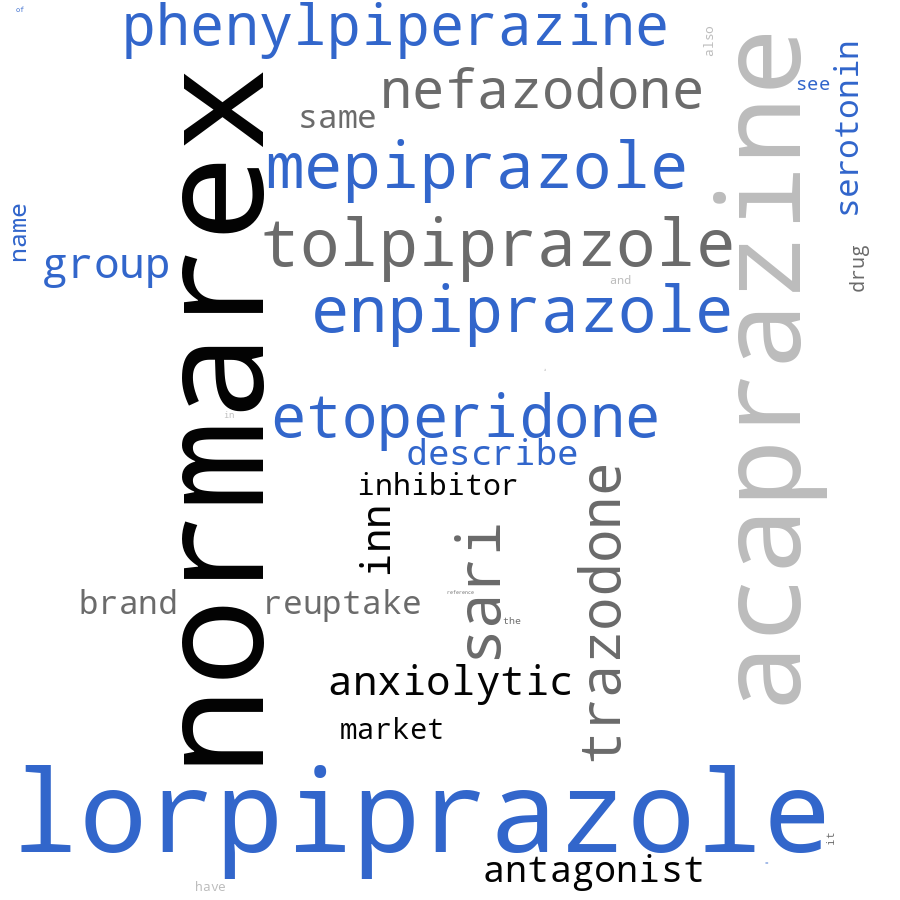 of
phenylpiperazine
also
nefazodone
see
serotonin
same
acaprazine
normarex
mepiprazole
name
tolpiprazole
group
drug
and
enpiprazole
etoperidone
in
describe
inhibitor
trazodone
inn
sari
brand
reuptake
reference
the
anxiolytic
market
lorpiprazole
it
antagonist
have